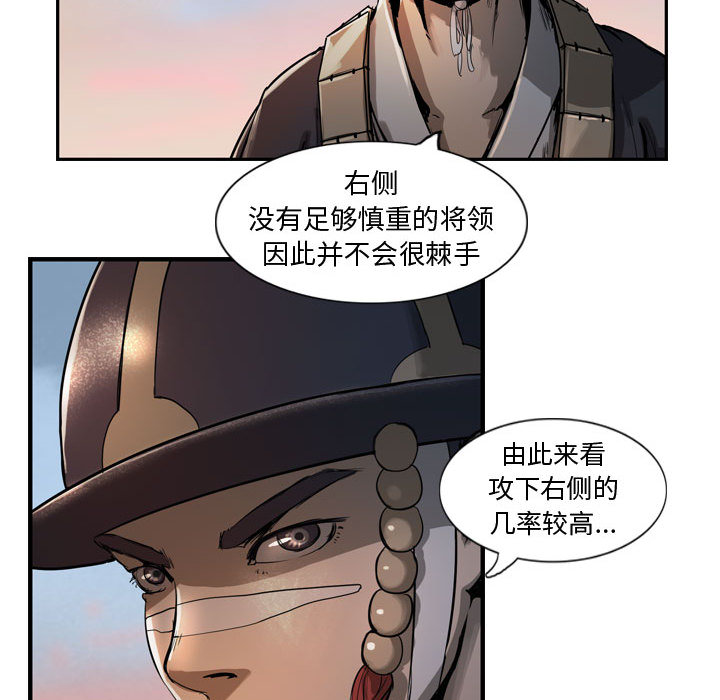 右侧
没有足够慎重的将领
因此并不会很棘手
由此来看
攻下右侧的
几率较高...